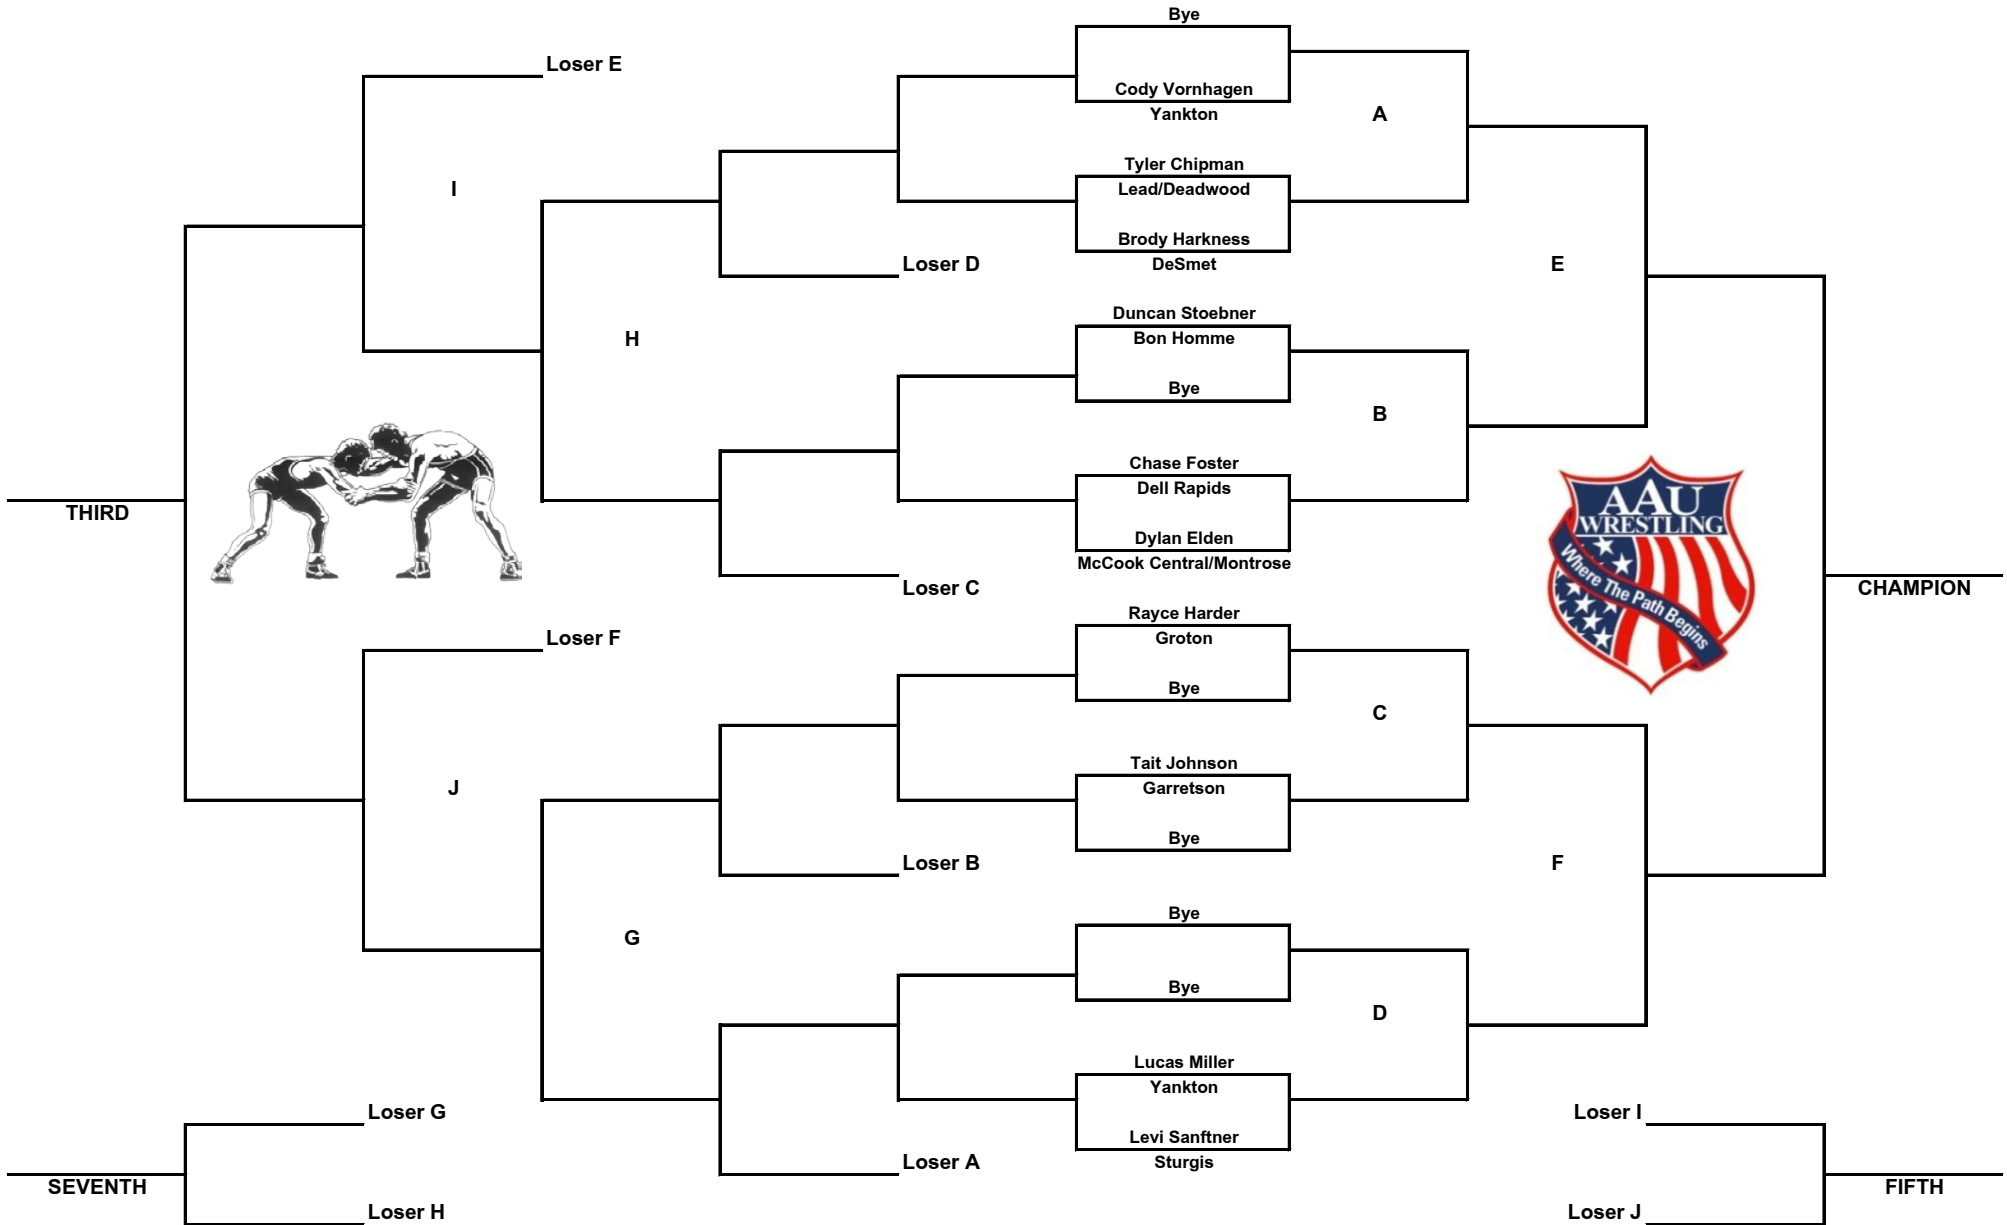 Bye
Loser E
Cody Vornhagen
Yankton
A
Tyler Chipman
I
Lead/Deadwood
Brody Harkness
Loser D
DeSmet
E
Duncan Stoebner
H
Bon Homme
Bye
B
Chase Foster
Dell Rapids
THIRD
Dylan Elden
McCook Central/Montrose
AAU
WRESTLING
Where The Path Begins
Loser C
CHAMPION
Rayce Harder
Loser F
Groton
Bye
C
Tait Johnson
J
Garretson
Bye
Loser B
F
Bye
G
Bye
D
Lucas Miller
Yankton
Loser G
Loser I
Levi Sanftner
Loser A
Sturgis
SEVENTH
FIFTH
Loser H
Loser J